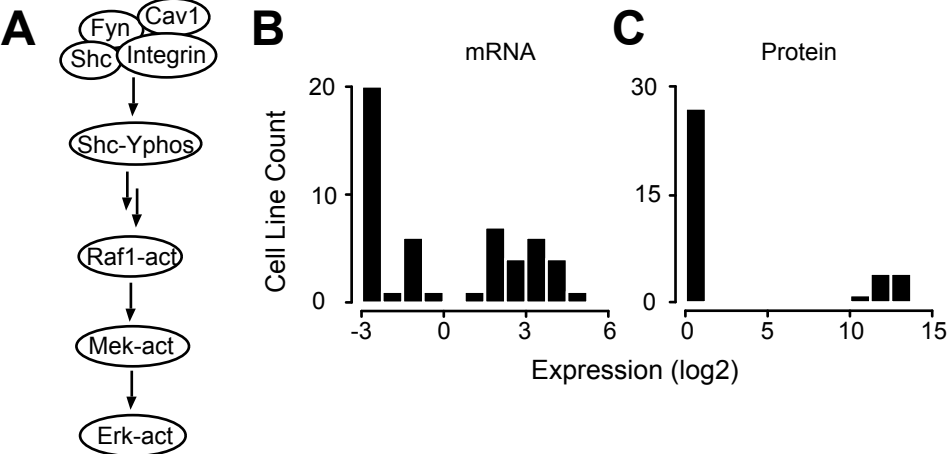 A
Fyn
Cav1
Shc
Integrin
Shc-Yphos
Raf1-act
Mek-act
Erk-act
B
mRNA
Cell Line Count
20
10
0
-3
0
3
6
C
Protein
30
15
0
0
5
10
15
Expression (log2)